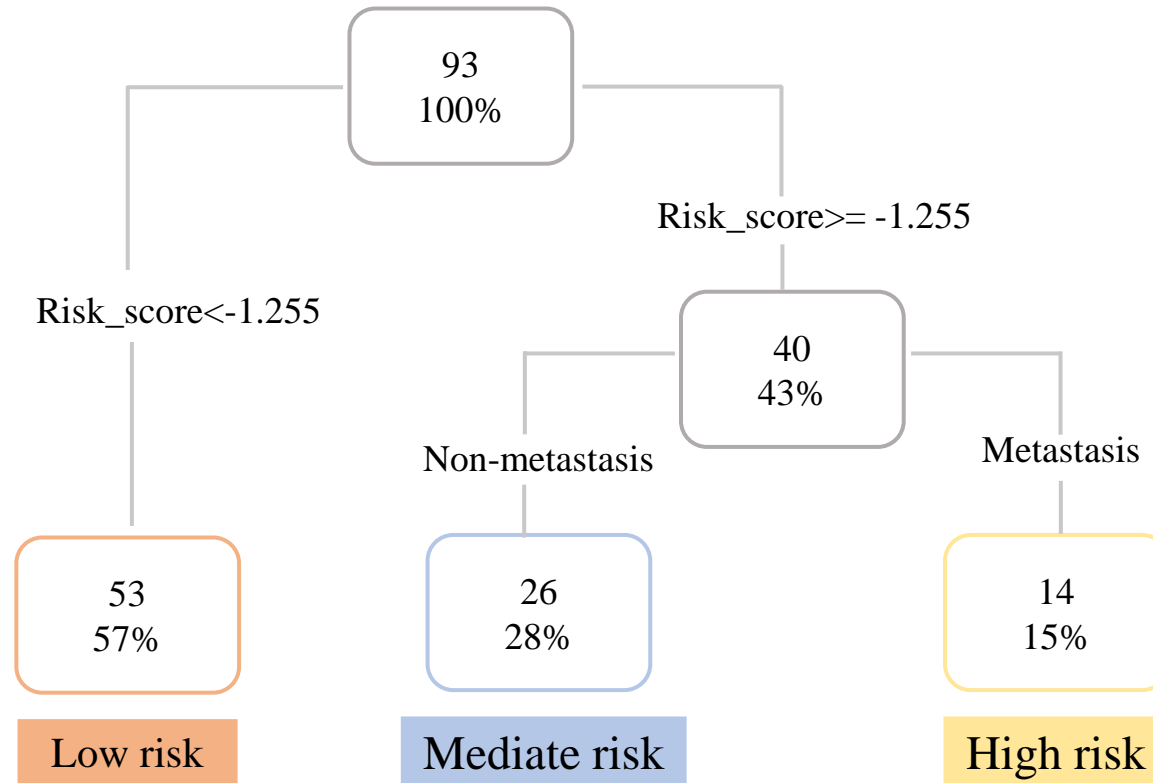 93
100%
Risk_score>= -1.255
Risk_score<-1.255
40
43%
Non-metastasis
Metastasis
53
57%
26
28%
14
15%
Low risk
Mediate risk
High risk